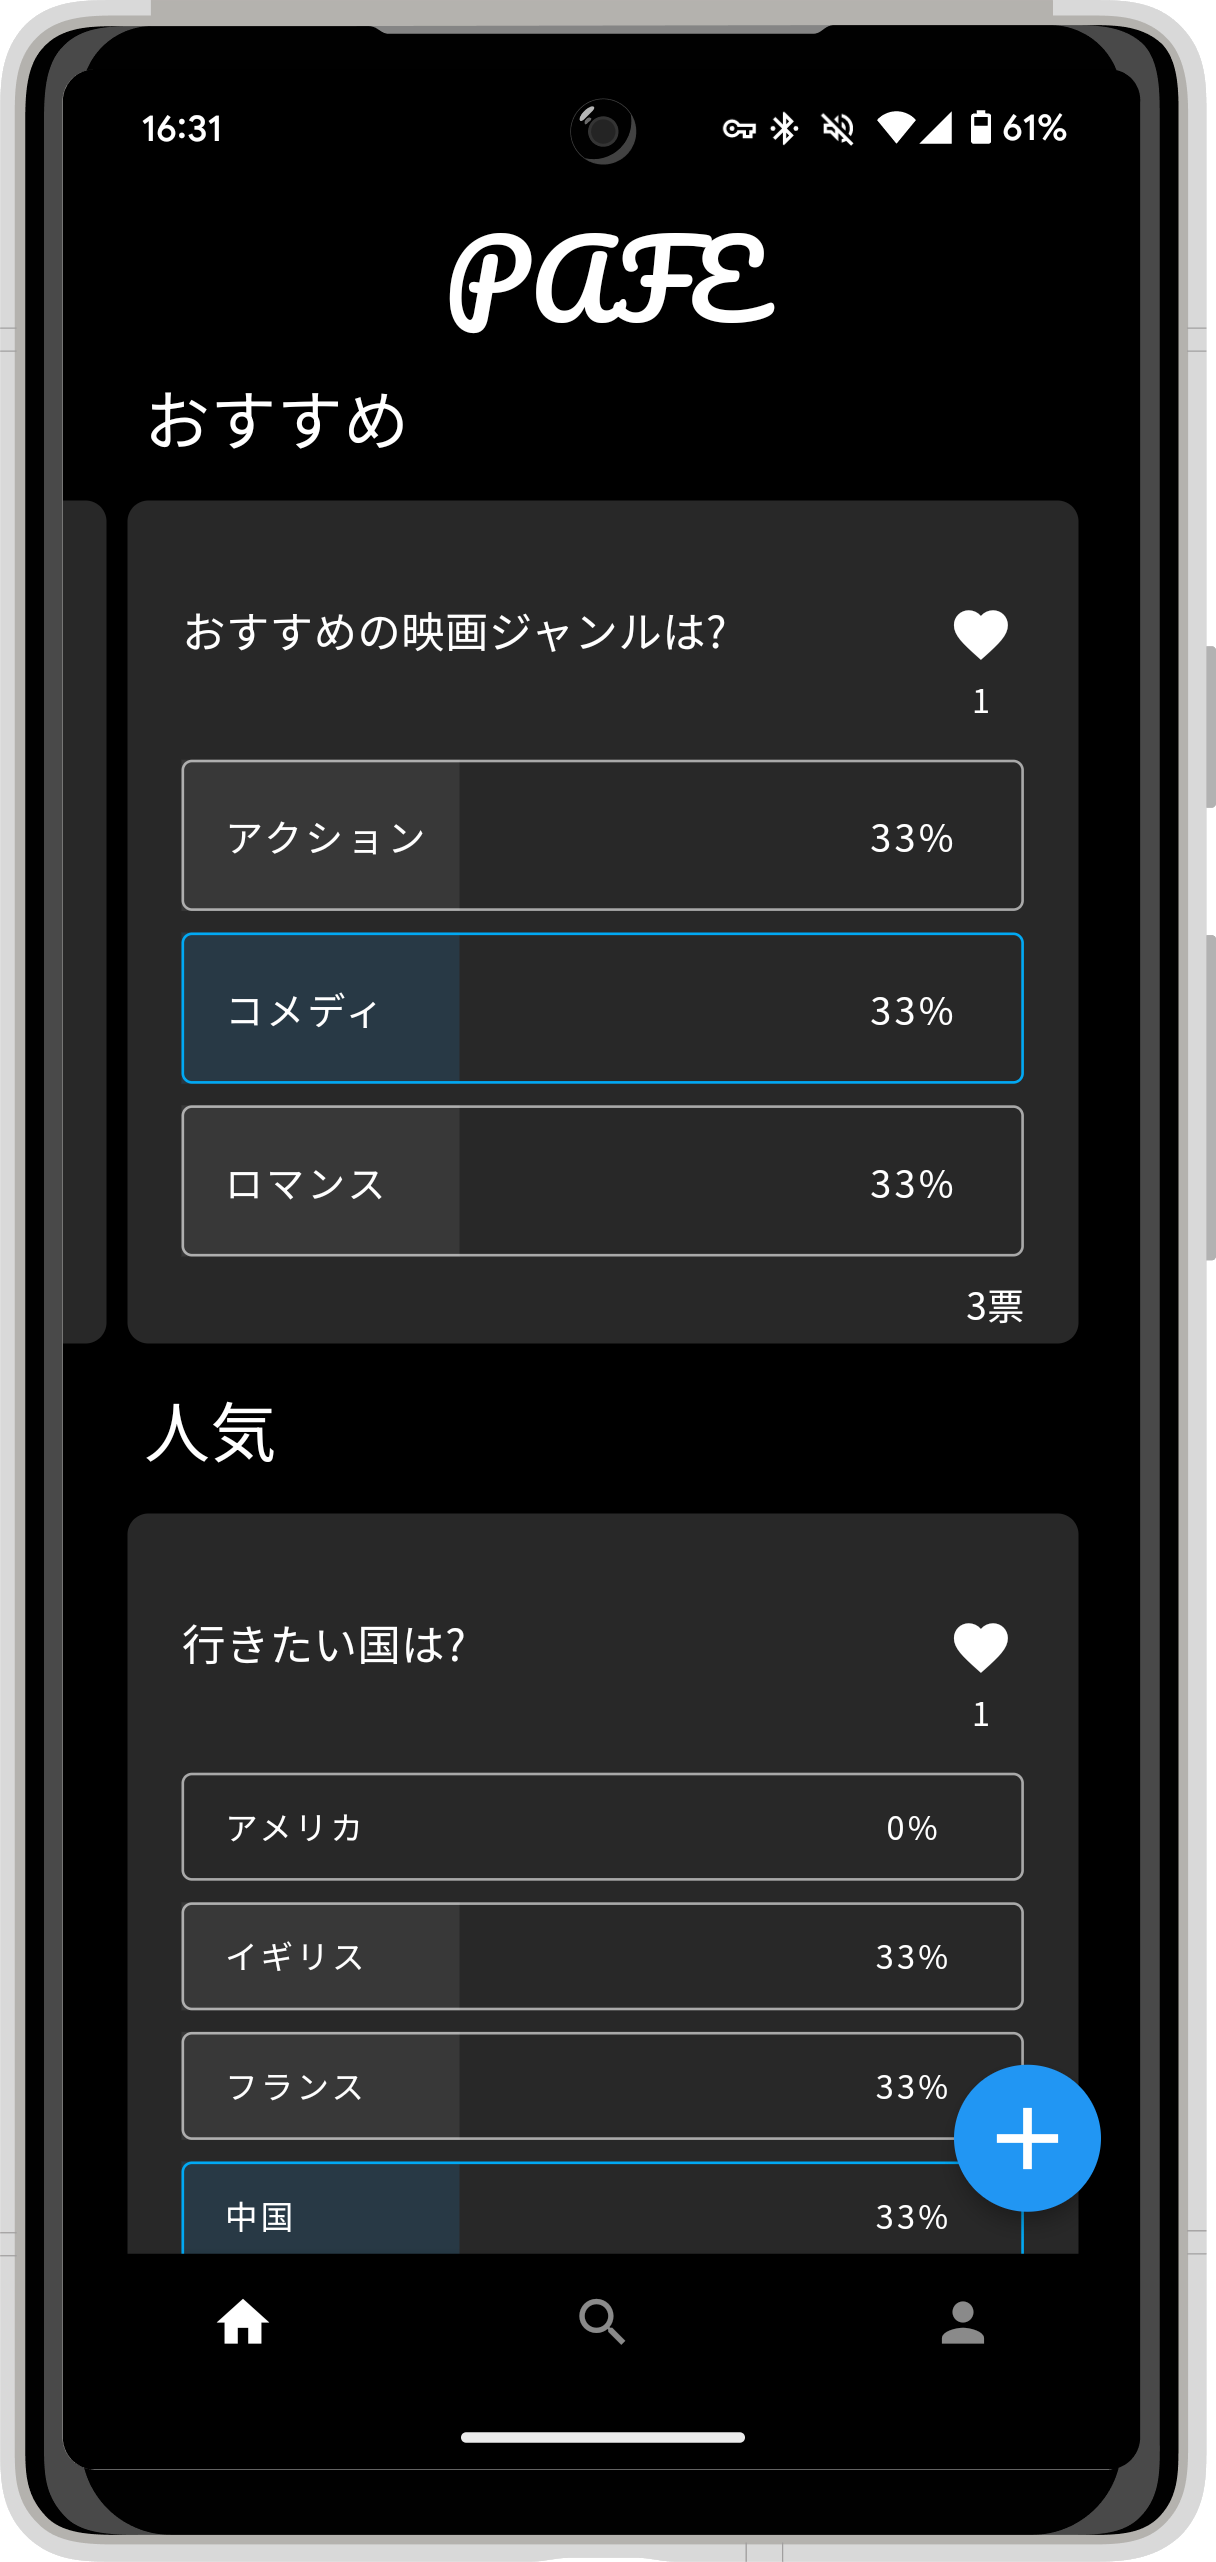 16:31
61%
PAFE
おすすめ
おすすめの映画ジャンルは?
1
アクション 33%
コメディ 33%
ロマンス 33%
3票
人気
行きたい国は?
1
アメリカ 0%
イギリス 33%
フランス 33%
中国 33%